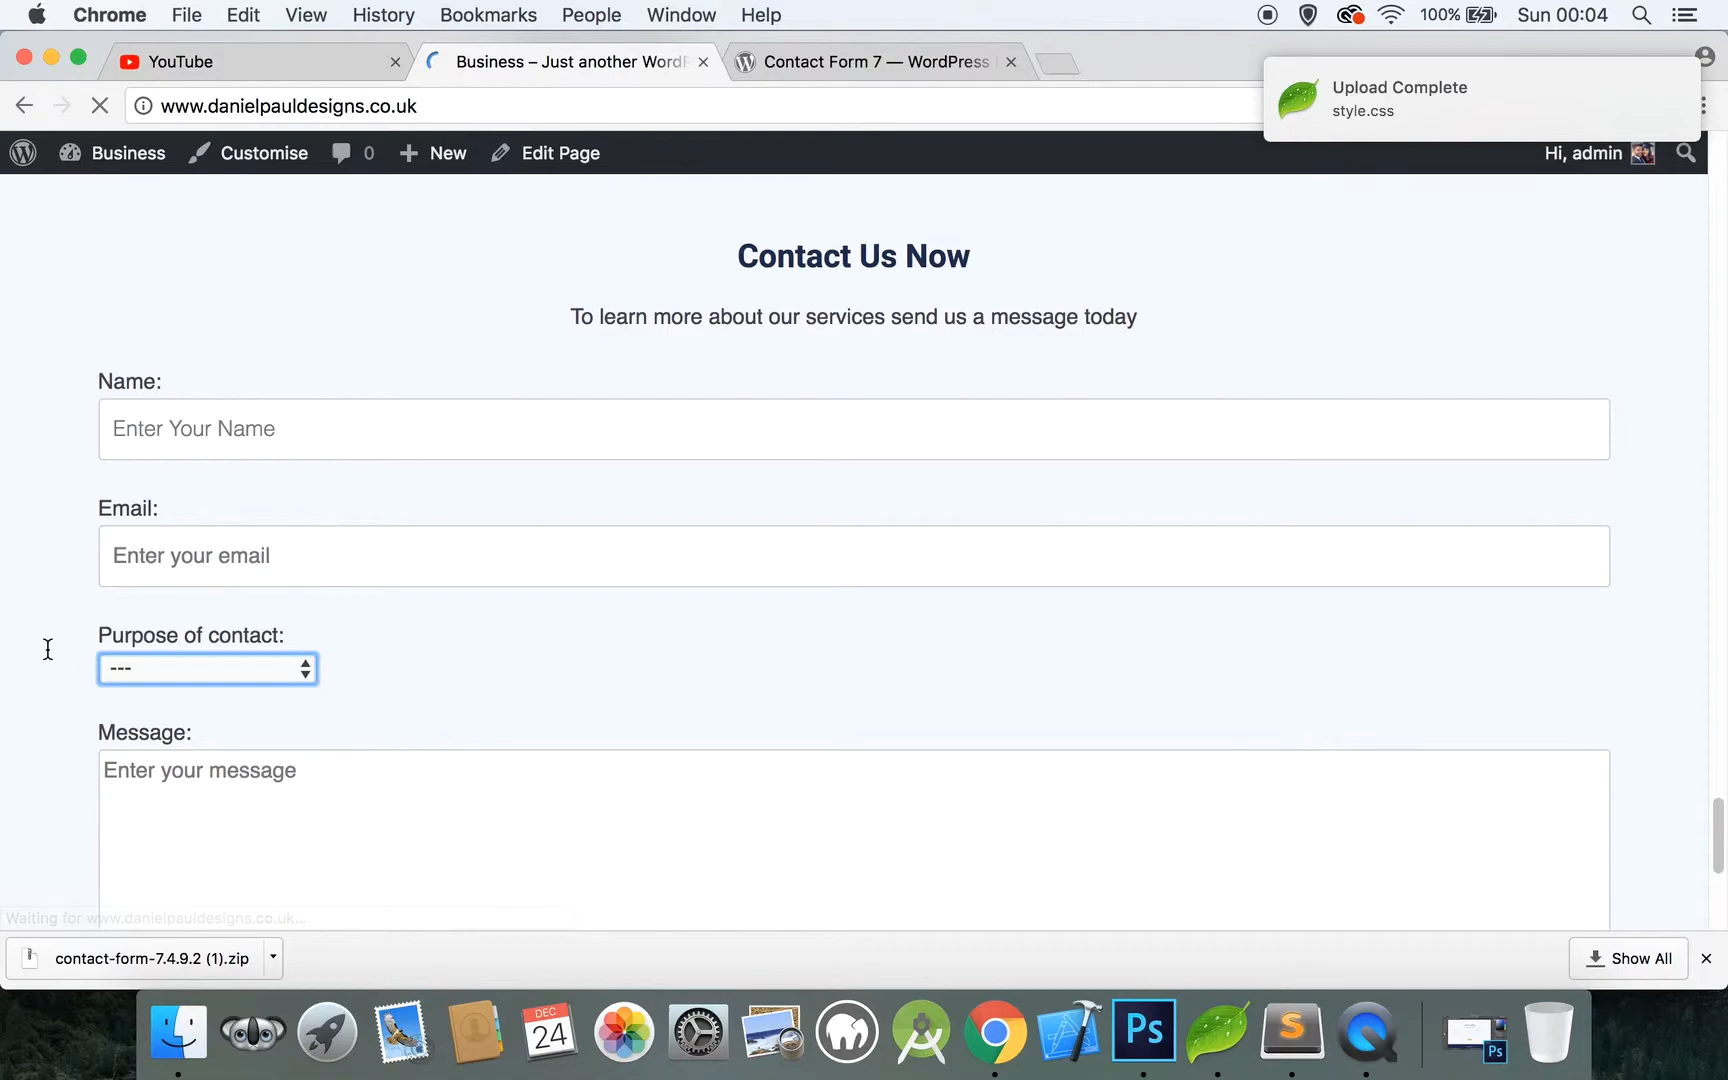 Chrome File Edit View History Bookmarks People Window Help 100% Sun 00:04
YouTube
Business – Just another WordP
Contact Form 7 — WordPress
Upload Complete
style.css
www.danielpauldesigns.co.uk
Business Customise 0 New Edit Page Hi, admin
Contact Us Now
To learn more about our services send us a message today
Name:
Enter Your Name
Email:
Enter your email
Purpose of contact:
---
Message:
Enter your message
Waiting for www.danielpauldesigns.co.uk...
contact-form-7.4.9.2 (1).zip
Show All
DEC
24
Ps
S
Ps